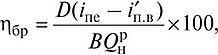 η_бр = D(i_пе − i′_п.в) / BQ_н^р × 100,